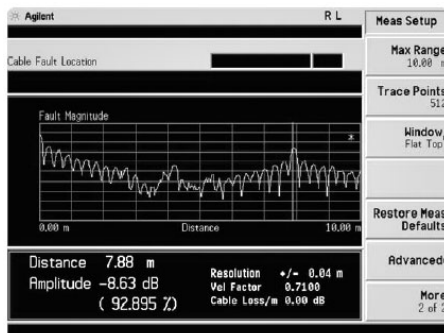 Agilent R L
Meas Setup
Cable Fault Location
Max Range
10.00 m
Trace Points
512
Fault Magnitude
Window
Flat Top
0.00 m Distance 10.00 m
Restore Meas
Defaults
Distance 7.88 m
Amplitude -8.63 dB
( 92.895 %)
Resolution +/- 0.04 m
Vel Factor 0.7100
Cable Loss/m 0.00 dB
Advanced
More
2 of